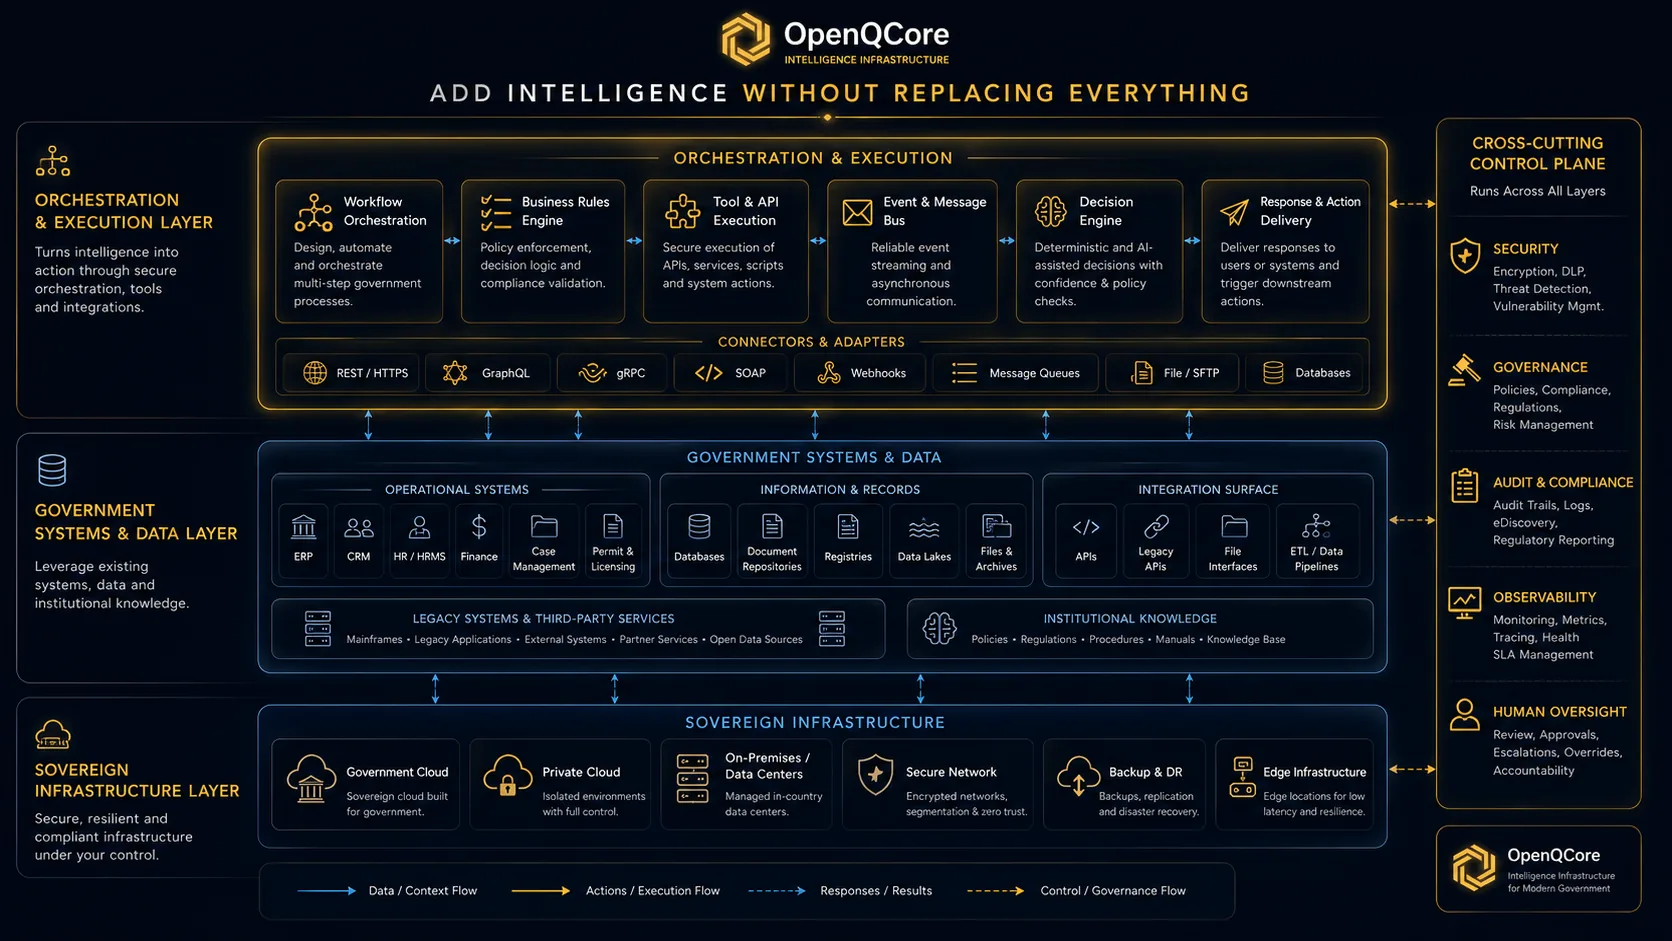 OpenQCore
INTELLIGENCE INFRASTRUCTURE
ADD INTELLIGENCE WITHOUT REPLACING EVERYTHING
ORCHESTRATION
& EXECUTION LAYER
Turns intelligence into
action through secure
orchestration, tools
and integrations.
ORCHESTRATION & EXECUTION
Workflow
Orchestration
Design, automate
and orchestrate
multi-step government
processes.
Business Rules
Engine
Policy enforcement,
decision logic and
compliance validation.
Tool & API
Execution
Secure execution of
APIs, services, scripts
and system actions.
Event & Message
Bus
Reliable event
streaming and
asynchronous
communication.
Decision
Engine
Deterministic and AI-
assisted decisions with
confidence & policy
checks.
Response & Action
Delivery
Deliver responses to
users or systems and
trigger downstream
actions.
CONNECTORS & ADAPTERS
REST / HTTPS
GraphQL
gRPC
SOAP
Webhooks
Message Queues
File / SFTP
Databases
GOVERNMENT
SYSTEMS & DATA LAYER
Leverage existing
systems, data and
institutional knowledge.
GOVERNMENT SYSTEMS & DATA
OPERATIONAL SYSTEMS
ERP
CRM
HR / HRMS
Finance
Case
Management
Permit &
Licensing
INFORMATION & RECORDS
Databases
Document
Repositories
Registries
Data Lakes
Files &
Archives
INTEGRATION SURFACE
APIs
Legacy
APIs
File
Interfaces
ETL / Data
Pipelines
LEGACY SYSTEMS & THIRD-PARTY SERVICES
Mainframes • Legacy Applications • External Systems • Partner Services • Open Data Sources
INSTITUTIONAL KNOWLEDGE
Policies • Regulations • Procedures • Manuals • Knowledge Base
SOVEREIGN
INFRASTRUCTURE LAYER
Secure, resilient and
compliant infrastructure
under your control.
SOVEREIGN INFRASTRUCTURE
Government Cloud
Sovereign cloud built
for government.
Private Cloud
Isolated environments
with full control.
On-Premises /
Data Centers
Managed in-country
data centers.
Secure Network
Encrypted networks,
segmentation & zero trust.
Backup & DR
Backups, replication
and disaster recovery.
Edge Infrastructure
Edge locations for low
latency and resilience.
Data / Context Flow
Actions / Execution Flow
Responses / Results
Control / Governance Flow
CROSS-CUTTING
CONTROL PLANE
Runs Across All Layers
SECURITY
Encryption, DLP,
Threat Detection,
Vulnerability Mgmt.
GOVERNANCE
Policies, Compliance,
Regulations,
Risk Management
AUDIT & COMPLIANCE
Audit Trails, Logs,
eDiscovery,
Regulatory Reporting
OBSERVABILITY
Monitoring, Metrics,
Tracing, Health
SLA Management
HUMAN OVERSIGHT
Review, Approvals,
Escalations, Overrides,
Accountability
OpenQCore
Intelligence Infrastructure
for Modern Government